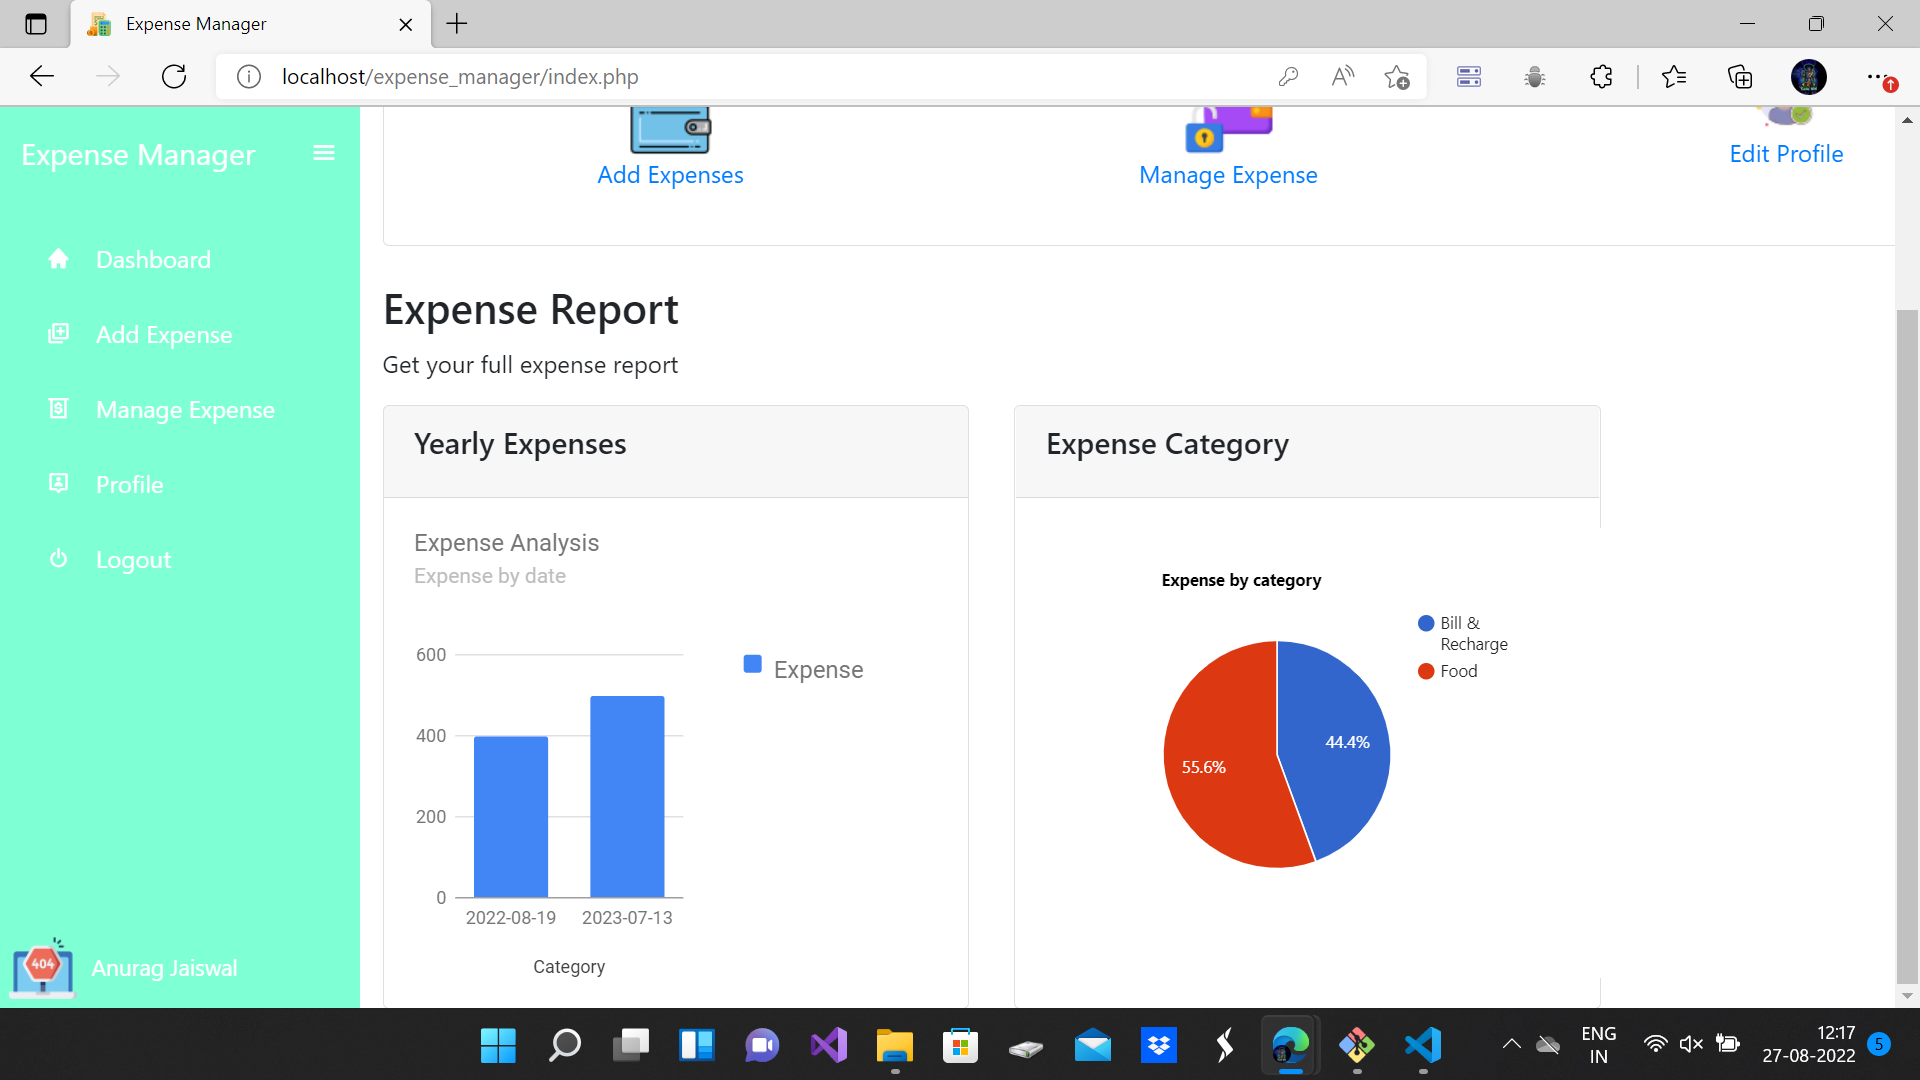 Expense Manager
localhost/expense_manager/index.php
Expense Manager
Dashboard
Add Expense
Manage Expense
Profile
Logout
404
Anurag Jaiswal
Add Expenses
Manage Expense
Edit Profile
Expense Report
Get your full expense report
Yearly Expenses
Expense Analysis
Expense by date
600
400
200
0
Expense
2022-08-19 2023-07-13
Category
Expense Category
Expense by category
Bill &
Recharge
Food
44.4%
55.6%
ENG
IN
12:17
27-08-2022
5